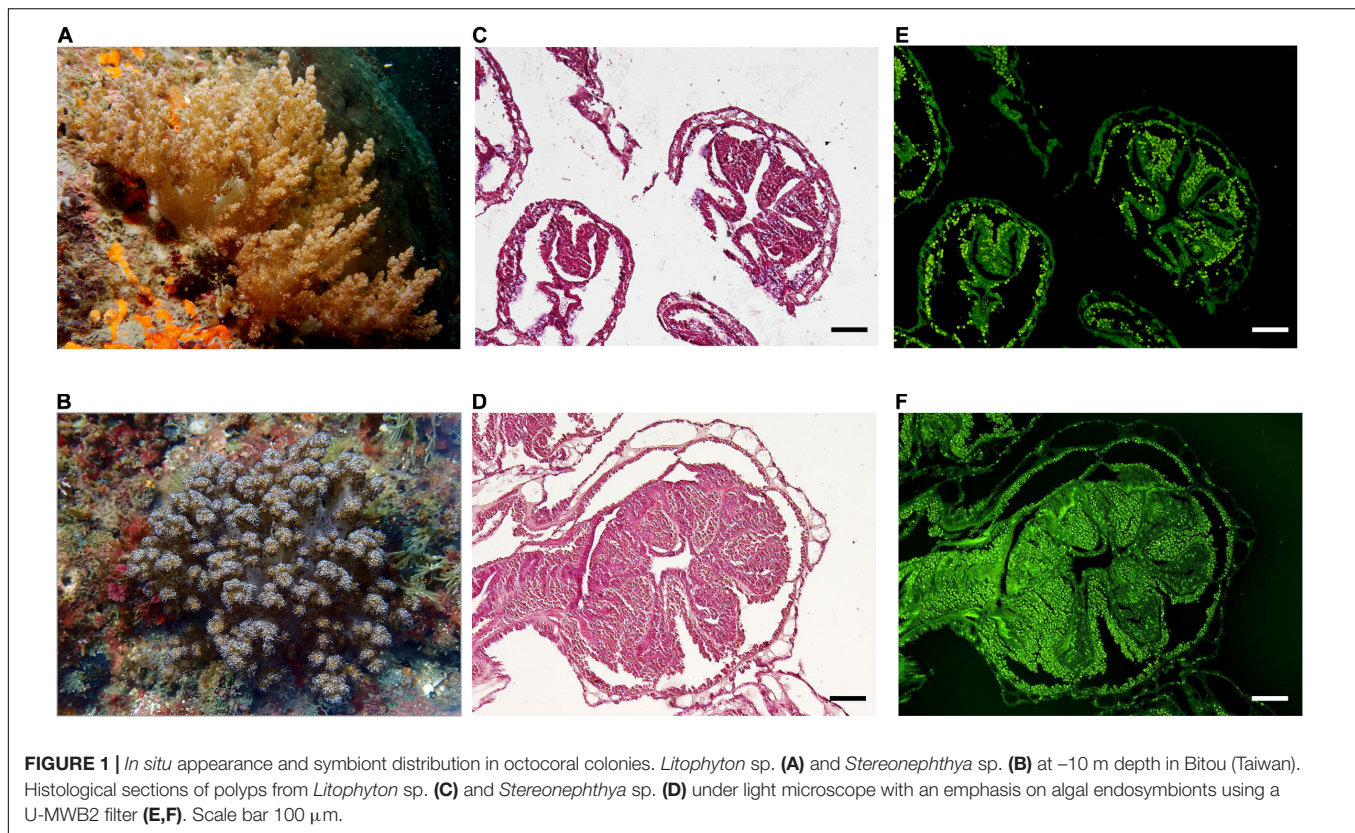 A
C
E
B
D
F
FIGURE 1 | In situ appearance and symbiont distribution in octocoral colonies. Litophyton sp. (A) and Stereonephthya sp. (B) at –10 m depth in Bitou (Taiwan).
Histological sections of polyps from Litophyton sp. (C) and Stereonephthya sp. (D) under light microscope with an emphasis on algal endosymbionts using a
U-MWB2 filter (E,F). Scale bar 100 μm.